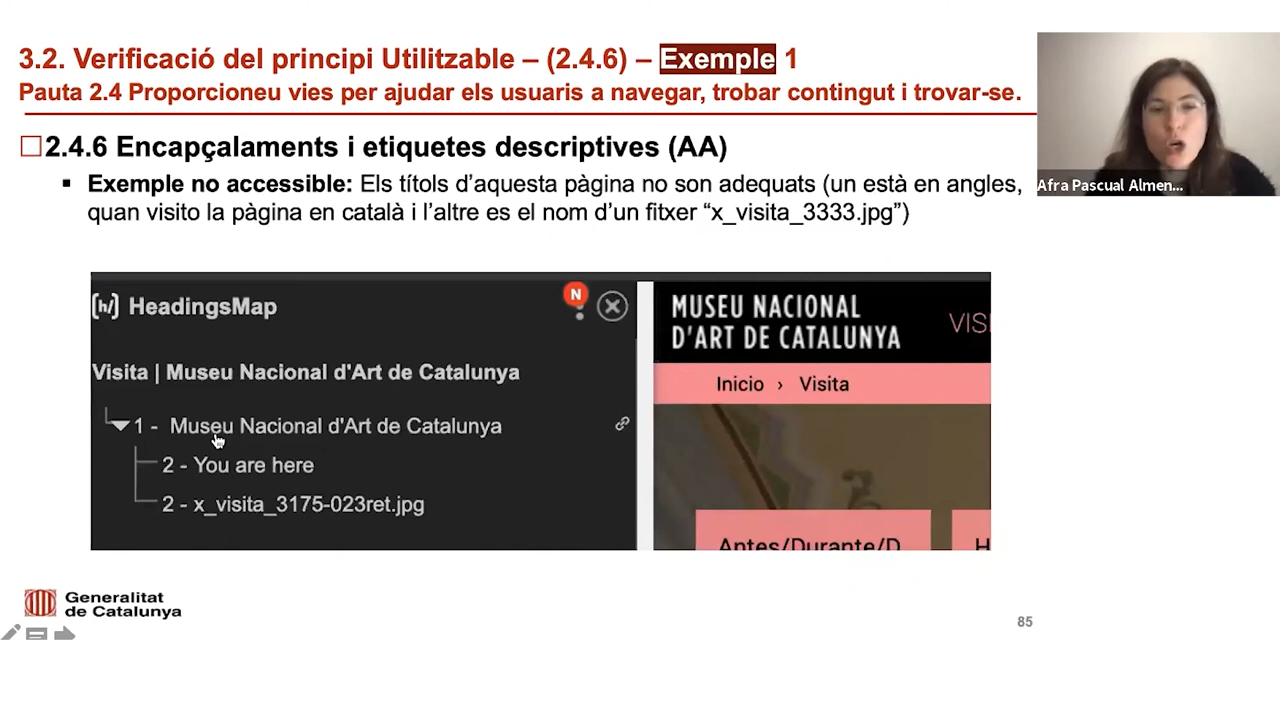 3.2. Verificació del principi Utilitzable – (2.4.6) – Exemple 1
Pauta 2.4 Proporcioneu vies per ajudar els usuaris a navegar, trobar contingut i trovar-se.
2.4.6 Encapçalaments i etiquetes descriptives (AA)
Exemple no accessible: Els títols d’aquesta pàgina no son adequats (un està en angles,
quan visito la pàgina en català i l’altre es el nom d’un fitxer “x_visita_3333.jpg”)
Afra Pascual Almen...
HeadingsMap
N
Visita | Museu Nacional d'Art de Catalunya
1 - Museu Nacional d'Art de Catalunya
2 - You are here
2 - x_visita_3175-023ret.jpg
MUSEU NACIONAL
D'ART DE CATALUNYA
VISI
Inicio › Visita
Antes/Durante/D
H
Generalitat
de Catalunya
85